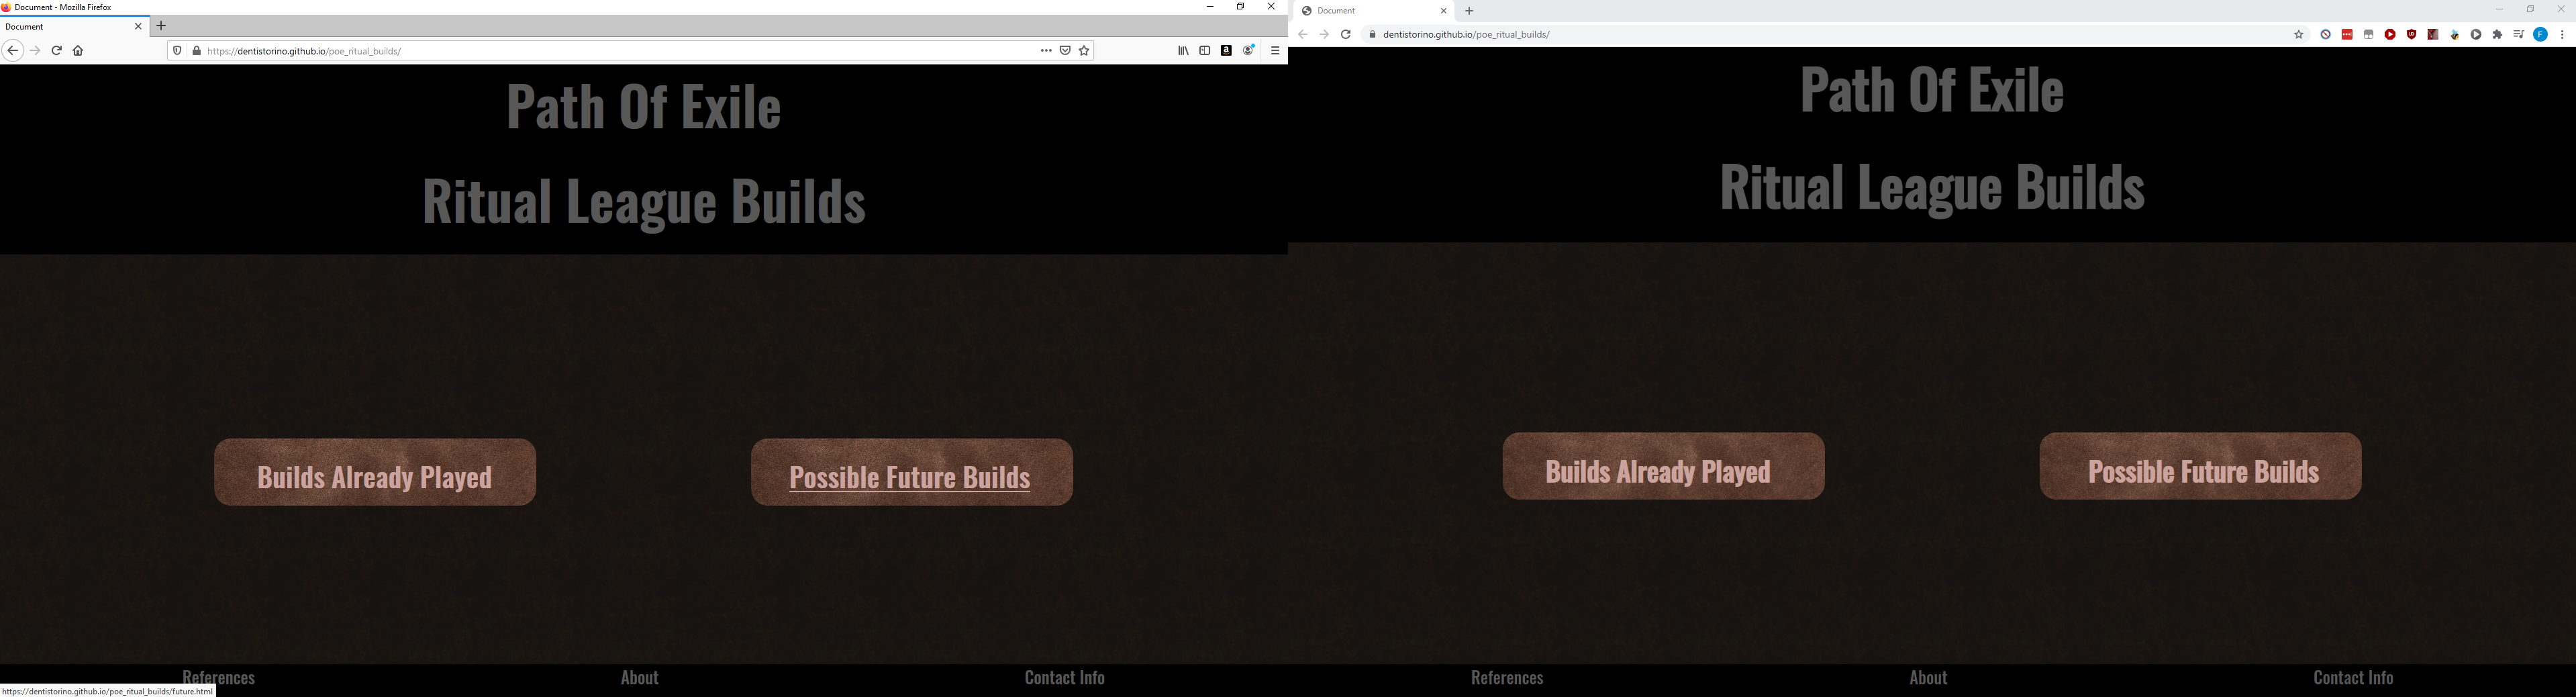 Document - Mozilla Firefox
Document
https://dentistorino.github.io/poe_ritual_builds/
Path Of Exile
Ritual League Builds
Builds Already Played
Possible Future Builds
References
About
Contact Info
https://dentistorino.github.io/poe_ritual_builds/future.html
Document
dentistorino.github.io/poe_ritual_builds/
F
Path Of Exile
Ritual League Builds
Builds Already Played
Possible Future Builds
References
About
Contact Info